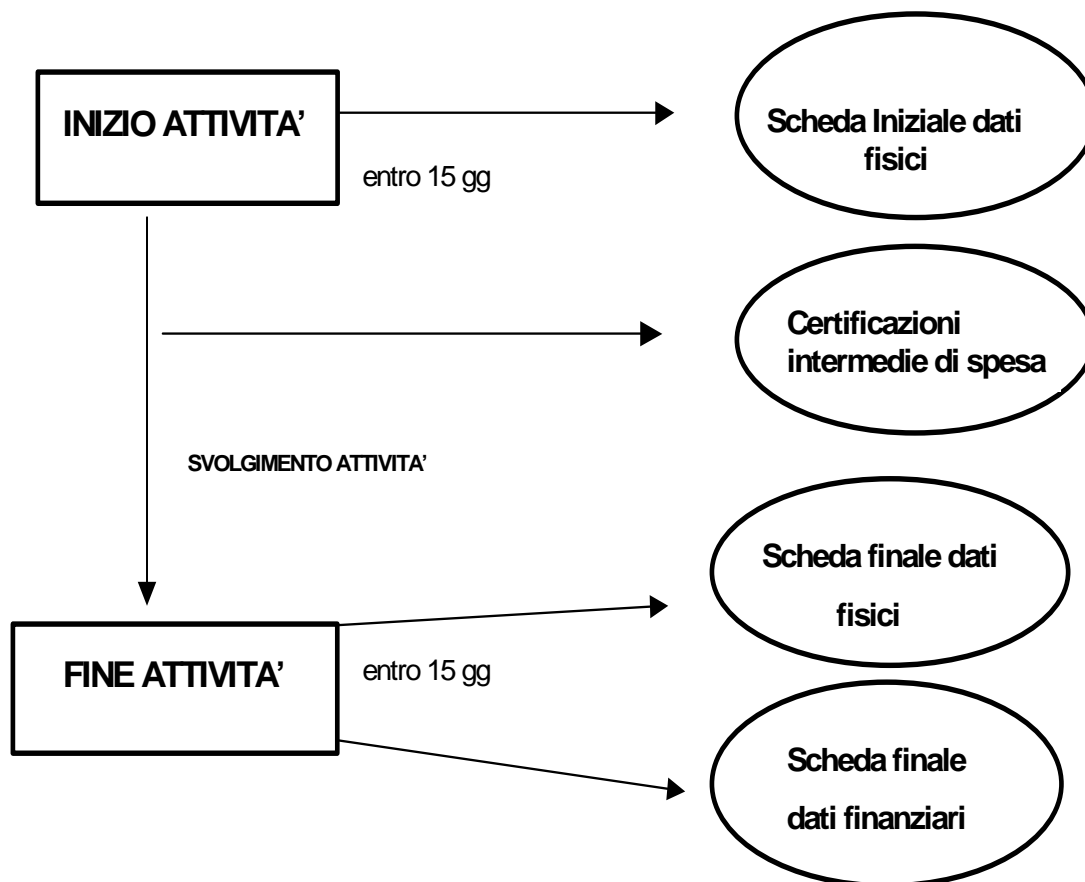 INIZIO ATTIVITA’
entro 15 gg
Scheda Iniziale dati
fisici
Certificazioni
intermedie di spesa
SVOLGIMENTO ATTIVITA’
Scheda finale dati
fisici
FINE ATTIVITA’
entro 15 gg
Scheda finale
dati finanziari